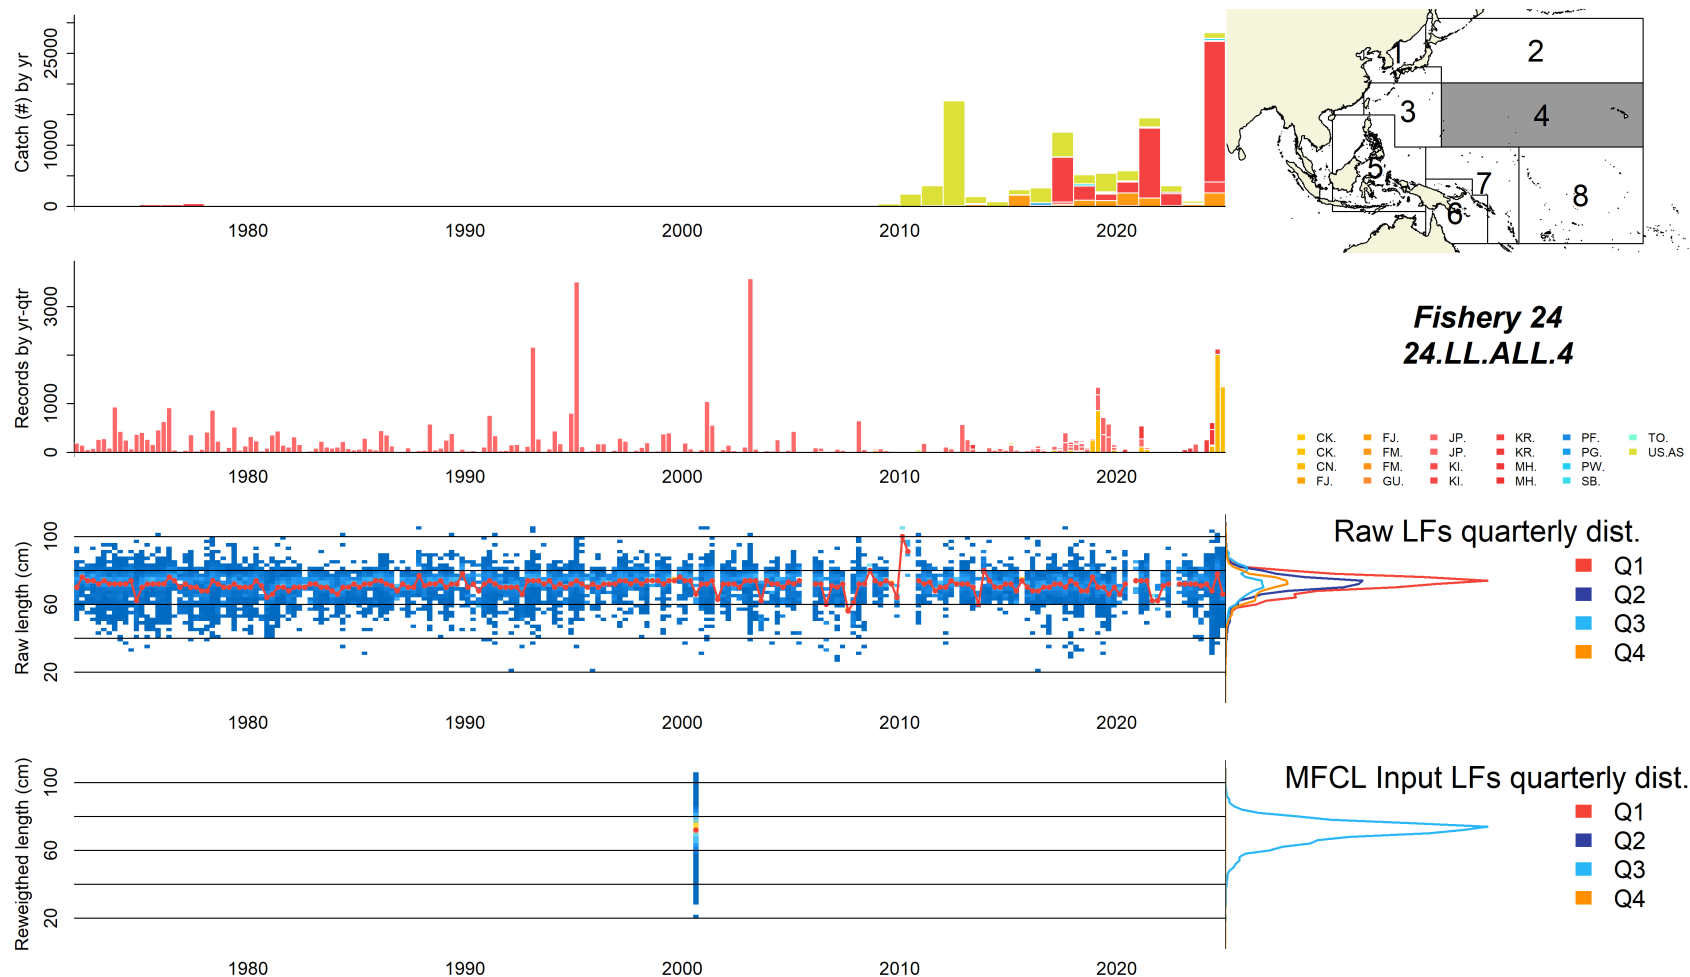 Catch (#) by yr
0
10000
25000
1980
1990
2000
2010
2020
1
2
3
4
5
6
7
8
Records by yr-qtr
0
1000
3000
1980
1990
2000
2010
2020
Fishery 24
24.LL.ALL.4
CK. FJ. JP. KR. PF. TO.
CK. FM. JP. KR. PG. US.AS
CN. FM. KI. MH. PW.
FJ. GU. KI. MH. SB.
Raw length (cm)
20
60
100
1980
1990
2000
2010
2020
Raw LFs quarterly dist.
Q1
Q2
Q3
Q4
Reweigthed length (cm)
20
60
100
1980
1990
2000
2010
2020
MFCL Input LFs quarterly dist.
Q1
Q2
Q3
Q4